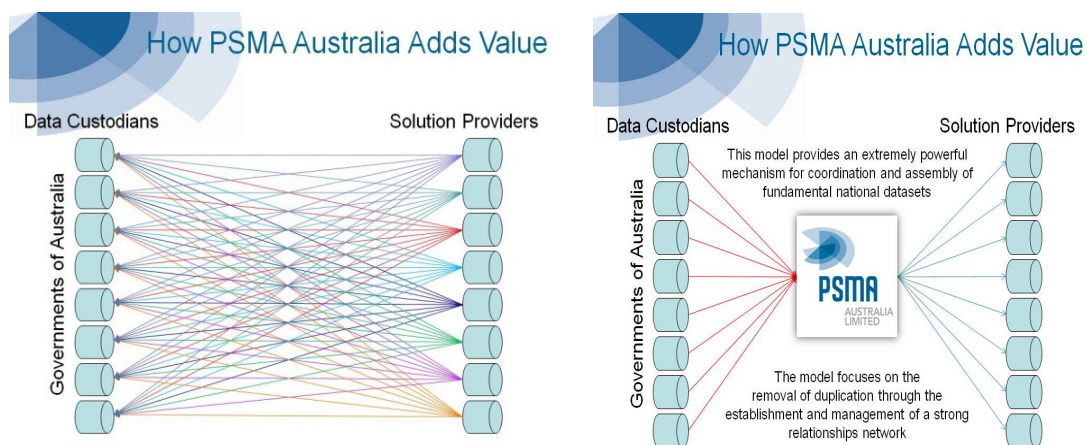 How PSMA Australia Adds Value
Data Custodians
Solution Providers
Governments of Australia
How PSMA Australia Adds Value
Data Custodians
Solution Providers
Governments of Australia
This model provides an extremely powerful
mechanism for coordination and assembly of
fundamental national datasets
PSMA
AUSTRALIA
LIMITED
The model focuses on the
removal of duplication through the
establishment and management of a strong
relationships network